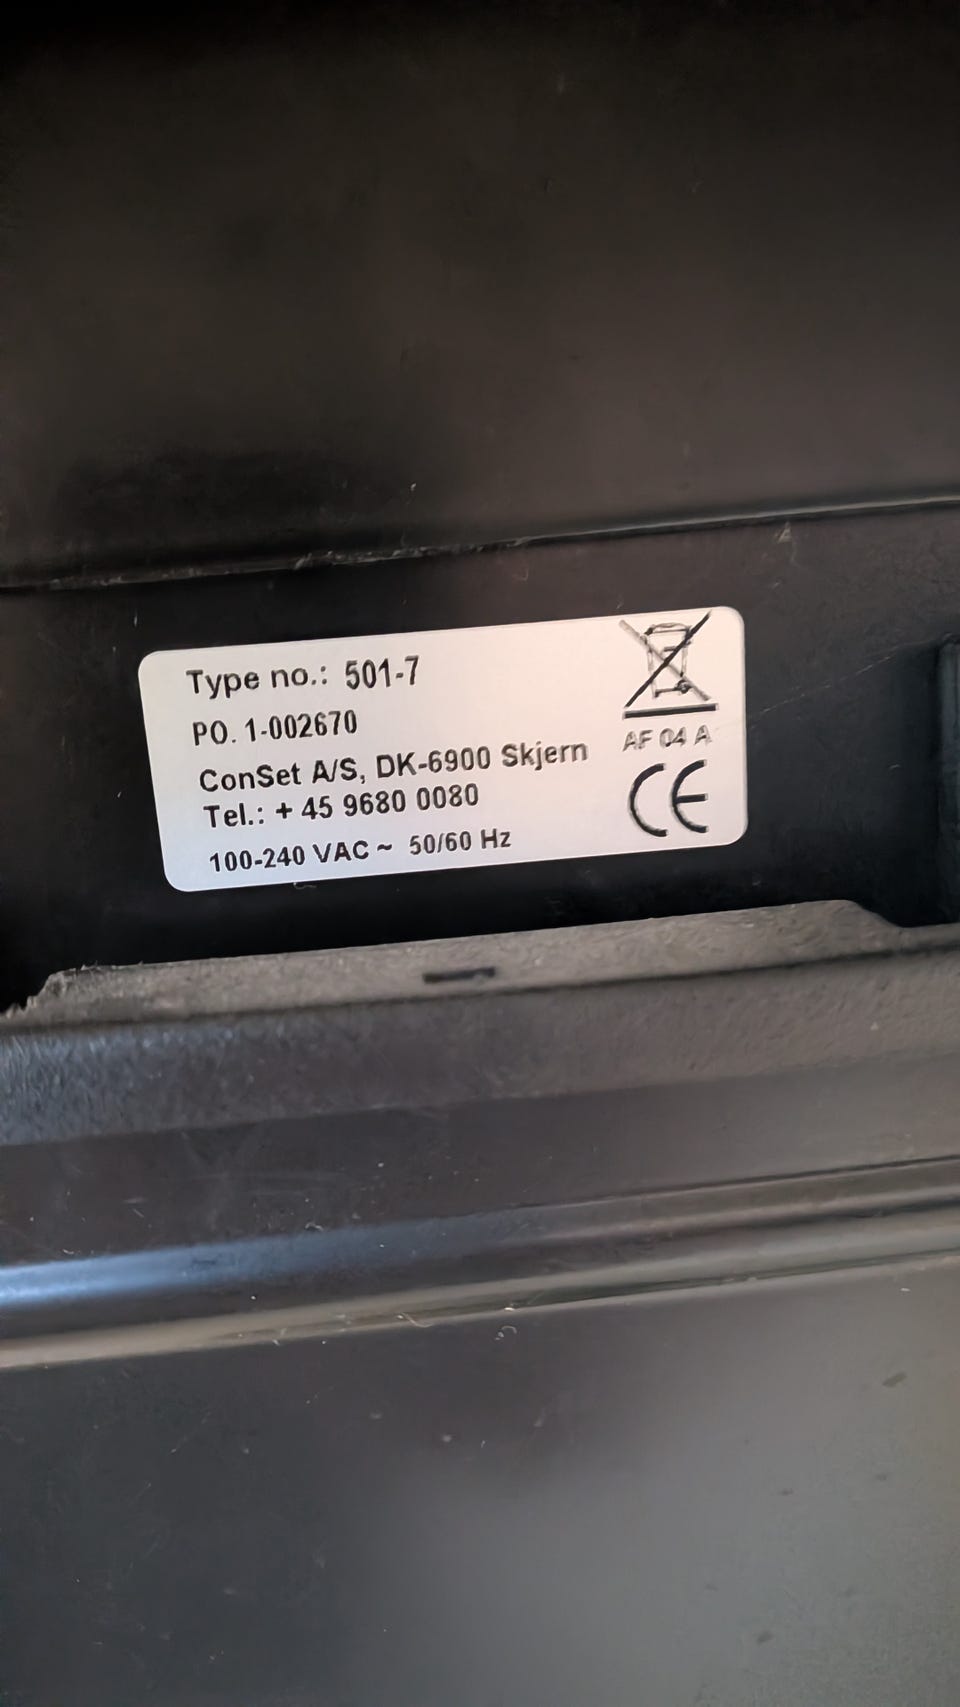 Type no.: 501-7
PO. 1-002670
ConSet A/S, DK-6900 Skjern
Tel.: + 45 9680 0080
100-240 VAC ~ 50/60 Hz
AF 04 A
CE